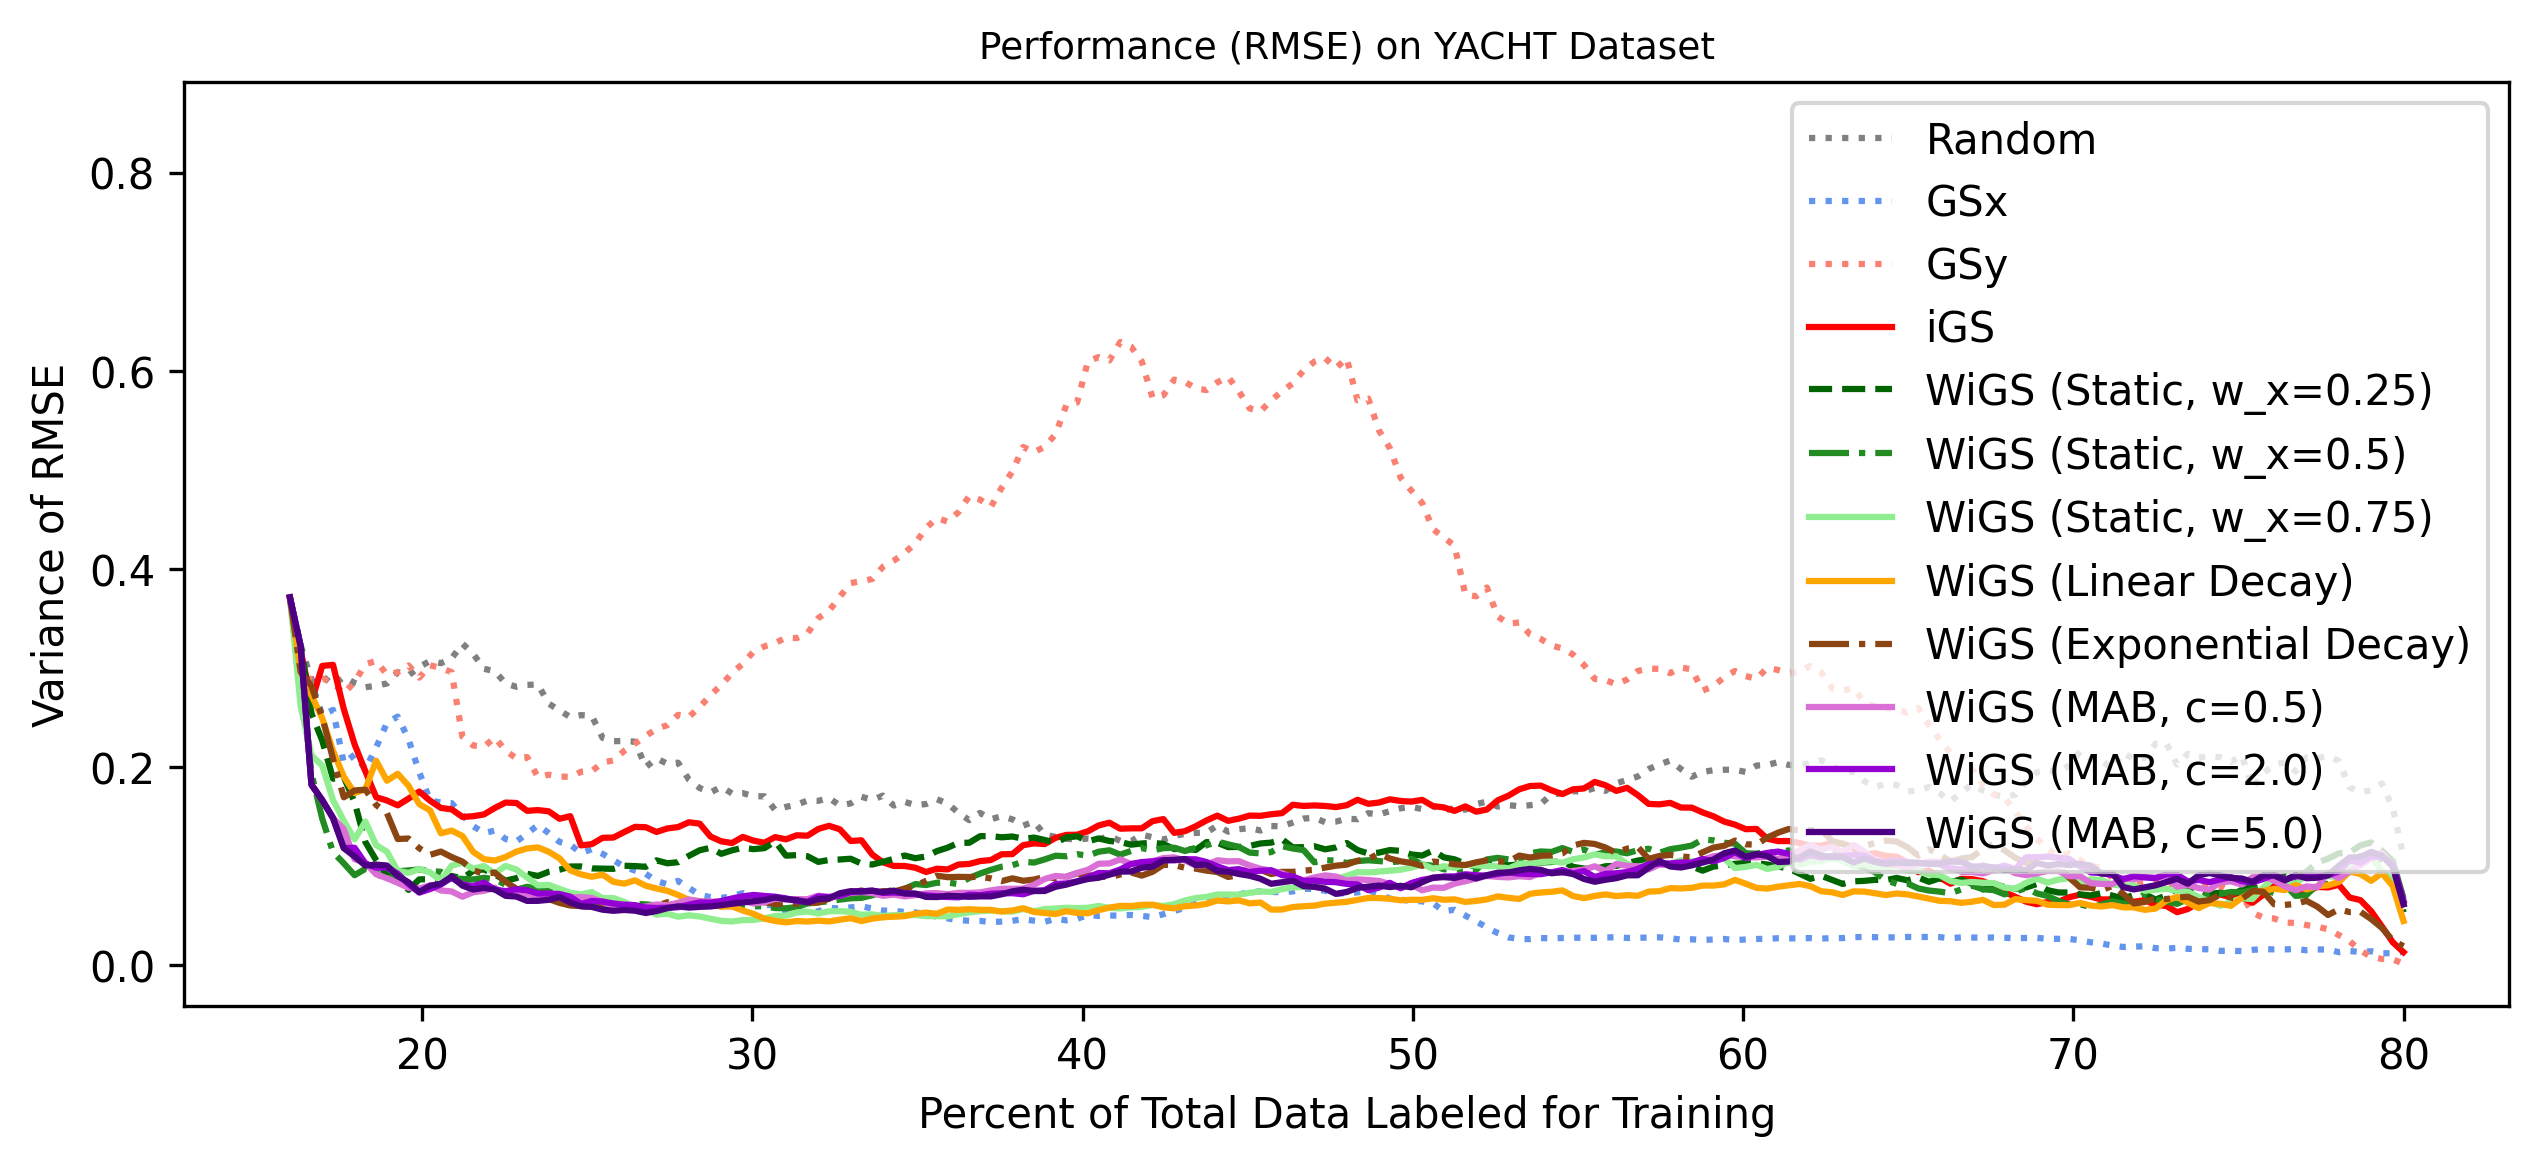 Performance (RMSE) on YACHT Dataset
Variance of RMSE
0.8
0.6
0.4
0.2
0.0
20
30
40
50
60
70
80
Percent of Total Data Labeled for Training
Random
GSx
GSy
iGS
WiGS (Static, w_x=0.25)
WiGS (Static, w_x=0.5)
WiGS (Static, w_x=0.75)
WiGS (Linear Decay)
WiGS (Exponential Decay)
WiGS (MAB, c=0.5)
WiGS (MAB, c=2.0)
WiGS (MAB, c=5.0)